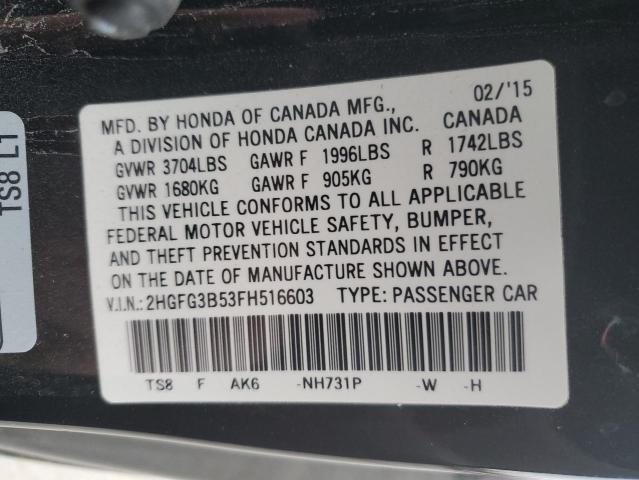 02/'15
MFD. BY HONDA OF CANADA MFG.,
A DIVISION OF HONDA CANADA INC. CANADA
GVWR 3704LBS GAWR F 1996LBS R 1742LBS
GVWR 1680KG GAWR F 905KG R 790KG
THIS VEHICLE CONFORMS TO ALL APPLICABLE
FEDERAL MOTOR VEHICLE SAFETY, BUMPER,
AND THEFT PREVENTION STANDARDS IN EFFECT
ON THE DATE OF MANUFACTURE SHOWN ABOVE.
V.I.N.: 2HGFG3B53FH516603 TYPE: PASSENGER CAR
TS8 F AK6 -NH731P -W -H
TS8 L1